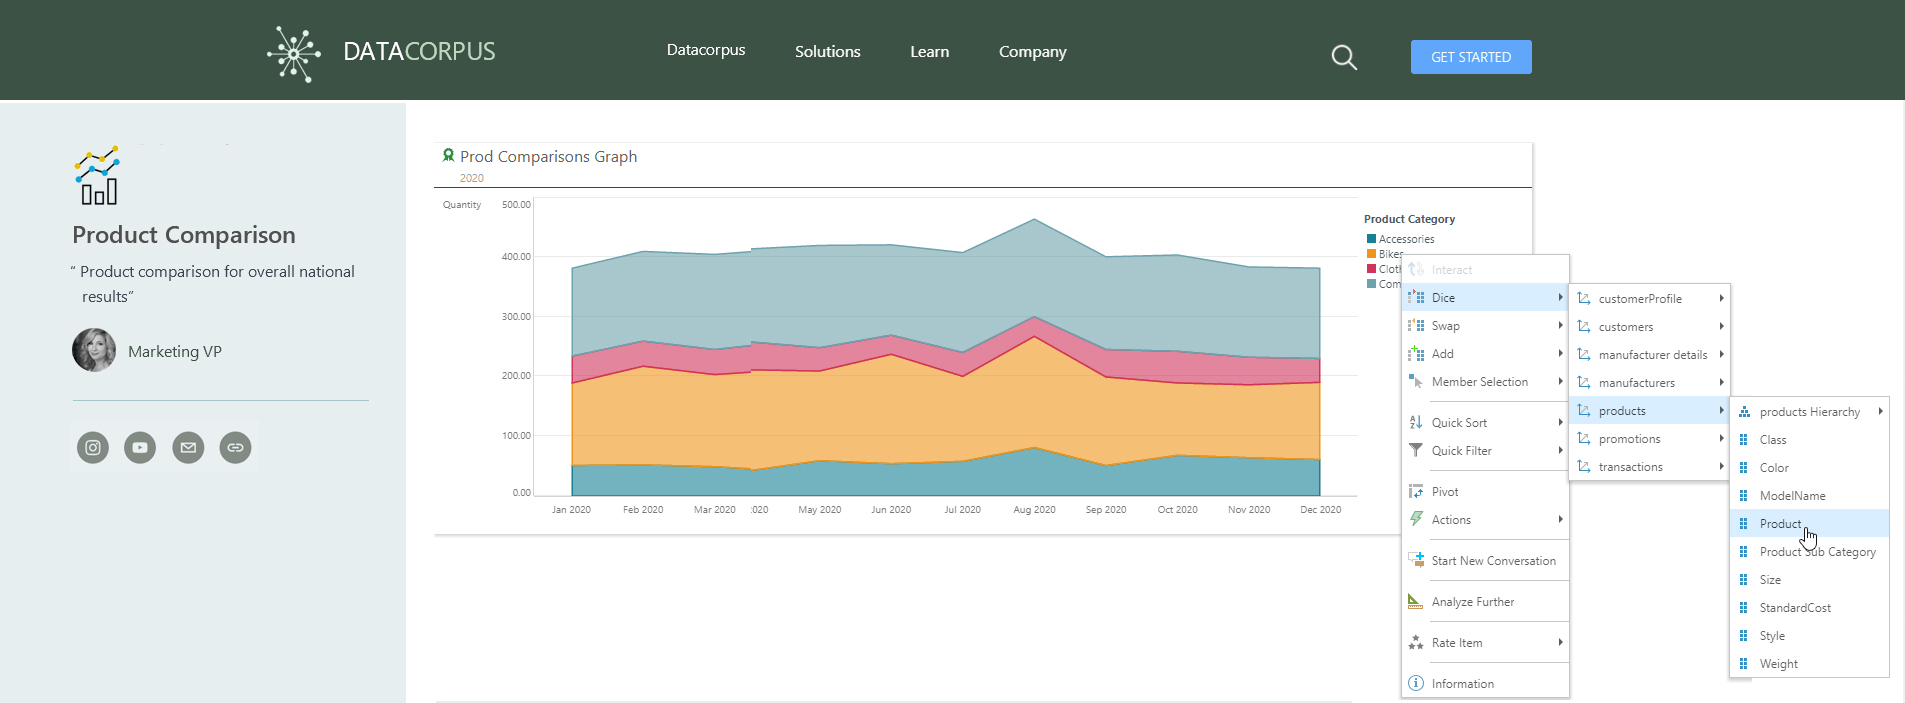 DATACORPUS
Datacorpus
Solutions
Learn
Company
GET STARTED
Product Comparison
“ Product comparison for overall national
results”
Marketing VP
Prod Comparisons Graph
2020
Quantity
500.00
400.00
300.00
200.00
100.00
0.00
Jan 2020
Feb 2020
Mar 2020
:020
May 2020
Jun 2020
Jul 2020
Aug 2020
Sep 2020
Oct 2020
Nov 2020
Dec 2020
Product Category
Accessories
Bikes
Cloth
Com
Interact
Dice
Swap
Add
Member Selection
Quick Sort
Quick Filter
Pivot
Actions
Start New Conversation
Analyze Further
Rate Item
Information
customerProfile
customers
manufacturer details
manufacturers
products
promotions
transactions
products Hierarchy
Class
Color
ModelName
Product
Product Sub Category
Size
StandardCost
Style
Weight